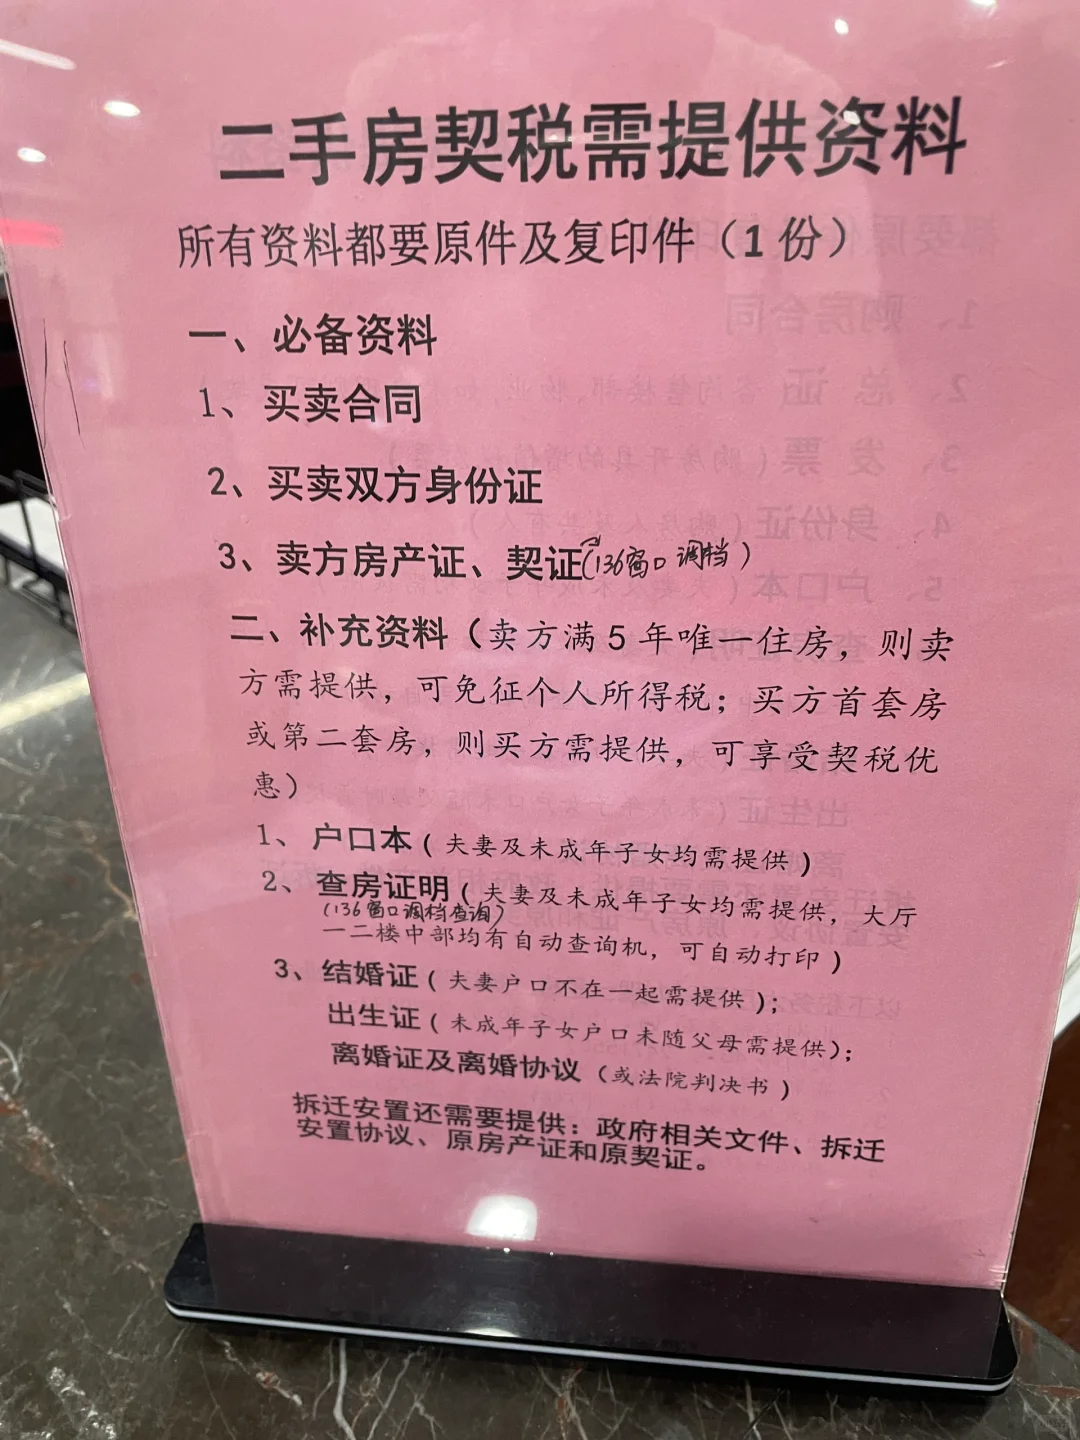 二手房契税需提供资料
所有资料都要原件及复印件（1 份）
一、必备资料
1、买卖合同
2、买卖双方身份证
3、卖方房产证、契证（136窗口 调档）
二、补充资料（卖方满 5 年唯一住房，则卖
方需提供，可免征个人所得税；买方首套房
或第二套房，则买方需提供，可享受契税优
惠）
1、户口本（夫妻及未成年子女均需提供）
2、查房证明（夫妻及未成年子女均需提供，大厅
（136窗口调档查询）
一二楼中部均有自动查询机，可自动打印）
3、结婚证（夫妻户口不在一起需提供）；
出生证（未成年子女户口未随父母需提供）；
离婚证及离婚协议（或法院判决书）
拆迁安置还需要提供：政府相关文件、拆迁
安置协议、原房产证和原契证。